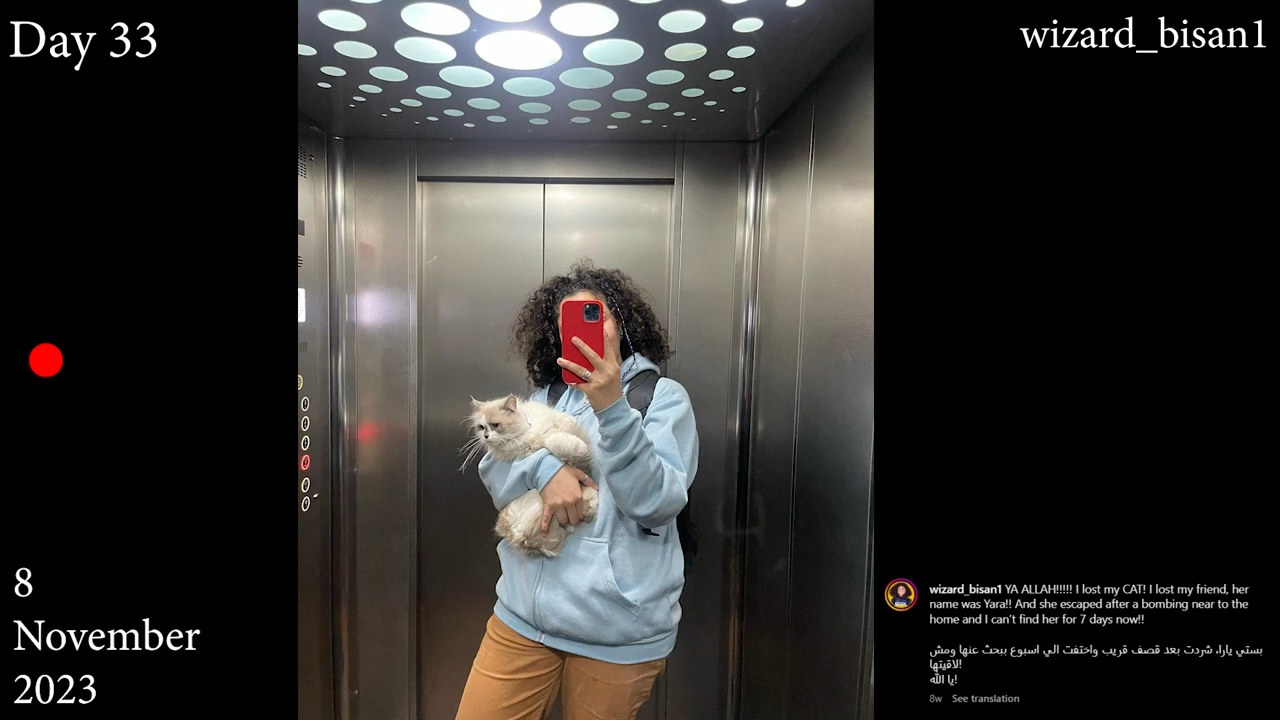 Day 33
wizard_bisan1
8
November
2023
wizard_bisan1 YA ALLAH!!!!! I lost my CAT! I lost my friend, her
name was Yara!! And she escaped after a bombing near to the
home and I can't find her for 7 days now!!
بستي يارا، شردت بعد قصف قريب واختفت الي اسبوع ببحث عنها ومش
لاقيتها!
يا الله!
8w See translation